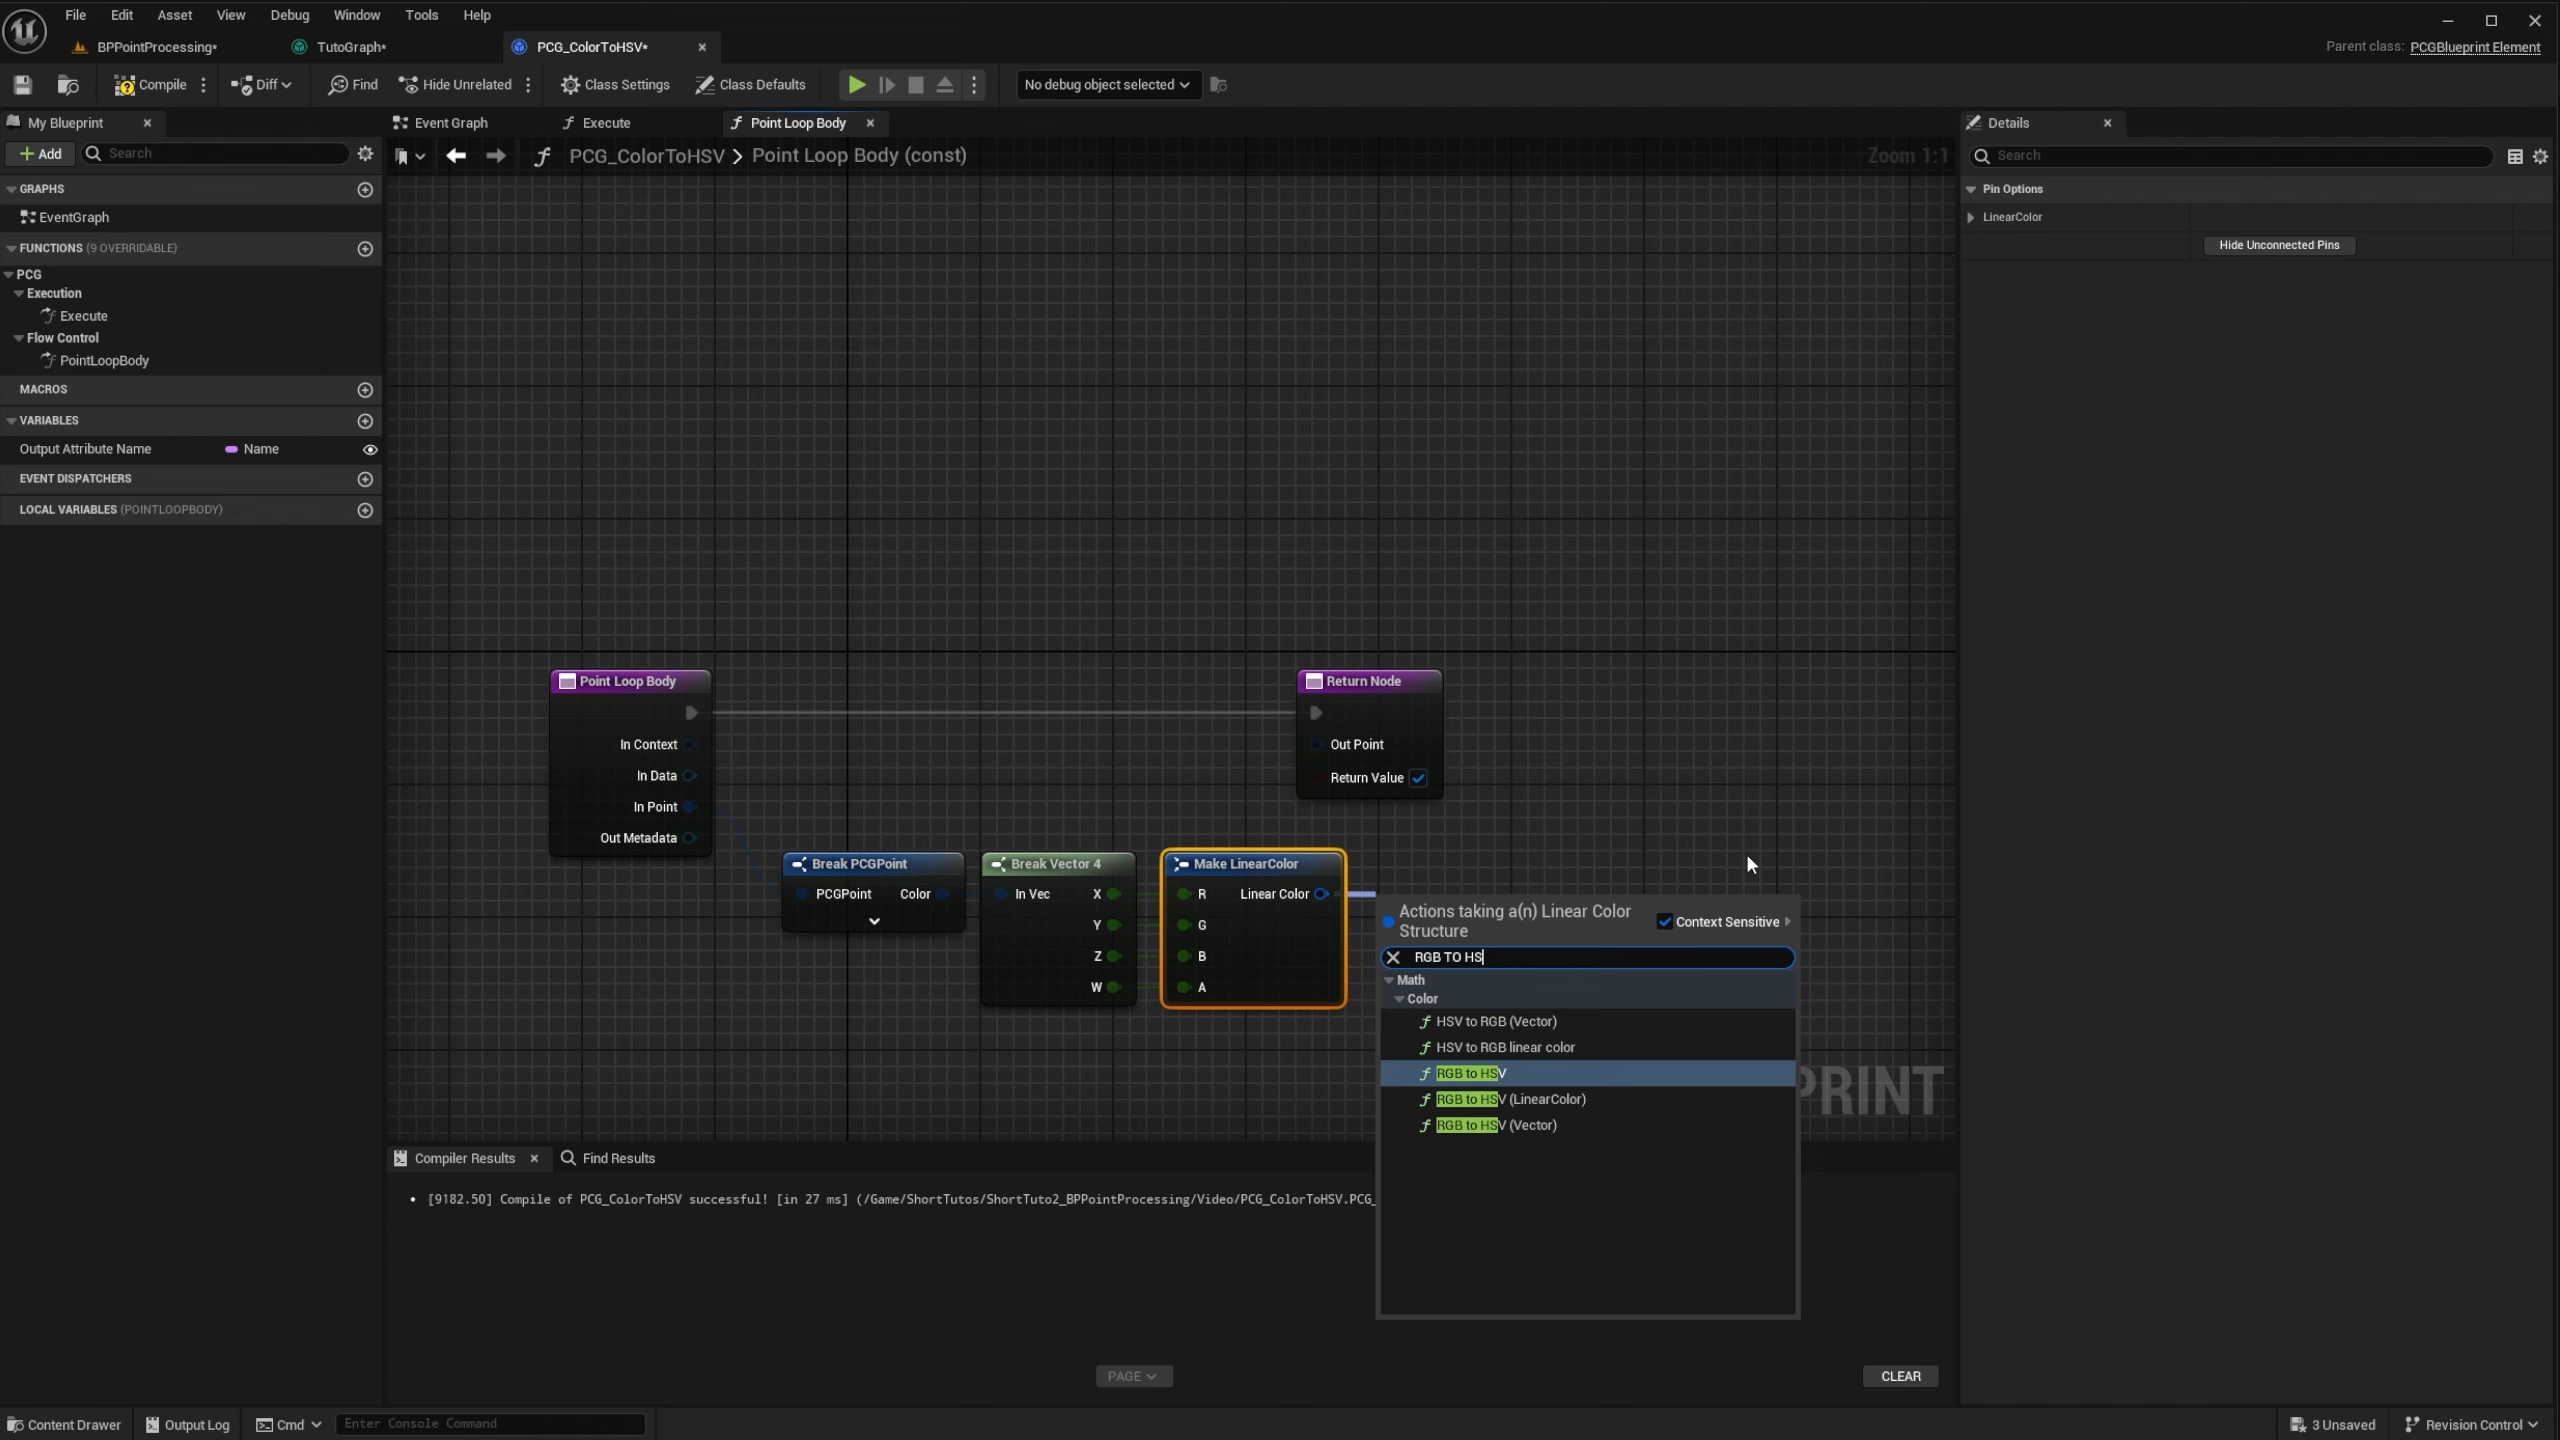 File Edit Asset View Debug Window Tools Help
BPPointProcessing* TutoGraph* PCG_ColorToHSV*
Parent class: PCGBlueprint Element
Compile Diff Find Hide Unrelated Class Settings Class Defaults No debug object selected
My Blueprint
Event Graph Execute Point Loop Body
Details
Add Search
PCG_ColorToHSV > Point Loop Body (const)
Zoom 1:1
Search
GRAPHS
Pin Options
EventGraph
LinearColor
FUNCTIONS (9 OVERRIDABLE)
Hide Unconnected Pins
PCG
Execution
Execute
Flow Control
PointLoopBody
MACROS
VARIABLES
Output Attribute Name Name
EVENT DISPATCHERS
LOCAL VARIABLES (POINTLOOPBODY)
Point Loop Body
In Context
In Data
In Point
Out Metadata
Return Node
Out Point
Return Value
Break PCGPoint
PCGPoint Color
Break Vector 4
In Vec X
Y
Z
W
Make LinearColor
R Linear Color
G
B
A
Actions taking a(n) Linear Color
Structure
Context Sensitive
RGB TO HS
Math
Color
HSV to RGB (Vector)
HSV to RGB linear color
RGB to HSV
RGB to HSV (LinearColor)
RGB to HSV (Vector)
PRINT
Compiler Results Find Results
• [9182.50] Compile of PCG_ColorToHSV successful! [in 27 ms] (/Game/ShortTutos/ShortTuto2_BPPointProcessing/Video/PCG_ColorToHSV.PCG_
PAGE
CLEAR
Content Drawer Output Log Cmd Enter Console Command
3 Unsaved Revision Control